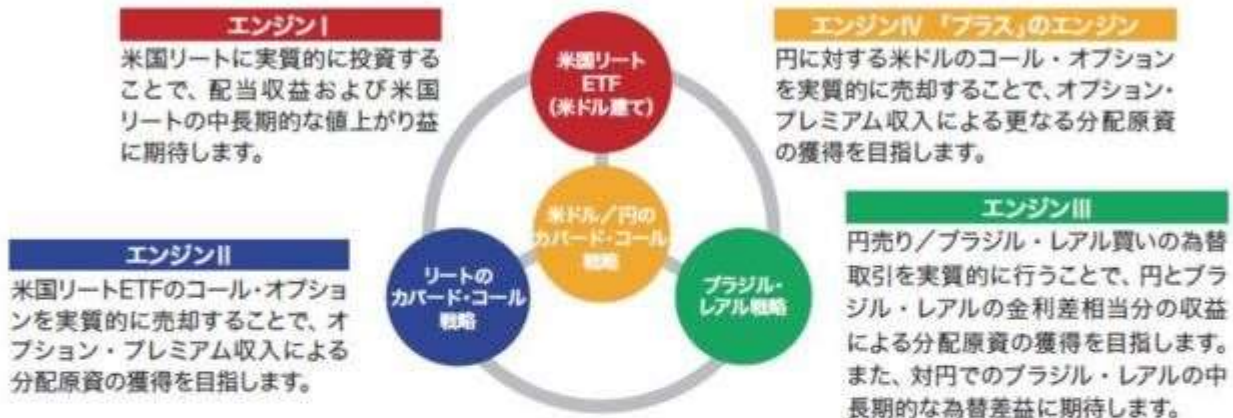 エンジンI
米国リートに実質的に投資する
ことで、配当収益および米国
リートの中長期的な値上がり益
に期待します。
米国リート
ETF
(米ドル建て)
エンジンIV 「プラス」のエンジン
円に対する米ドルのコール・オプション
を実質的に売却することで、オプション・
プレミアム収入による更なる分配原資
の獲得を目指します。
米ドル／円の
カバード・コール
戦略
エンジンII
米国リートETFのコール・オプショ
ンを実質的に売却することで、オ
プション・プレミアム収入による
分配原資の獲得を目指します。
リートの
カバード・コール
戦略
ブラジル・
レアル戦略
エンジンIII
円売り／ブラジル・レアル買いの為替
取引を実質的に行うことで、円とブラ
ジル・レアルの金利差相当分の収益
による分配原資の獲得を目指します。
また、対円でのブラジル・レアルの中
長期的な為替差益に期待します。